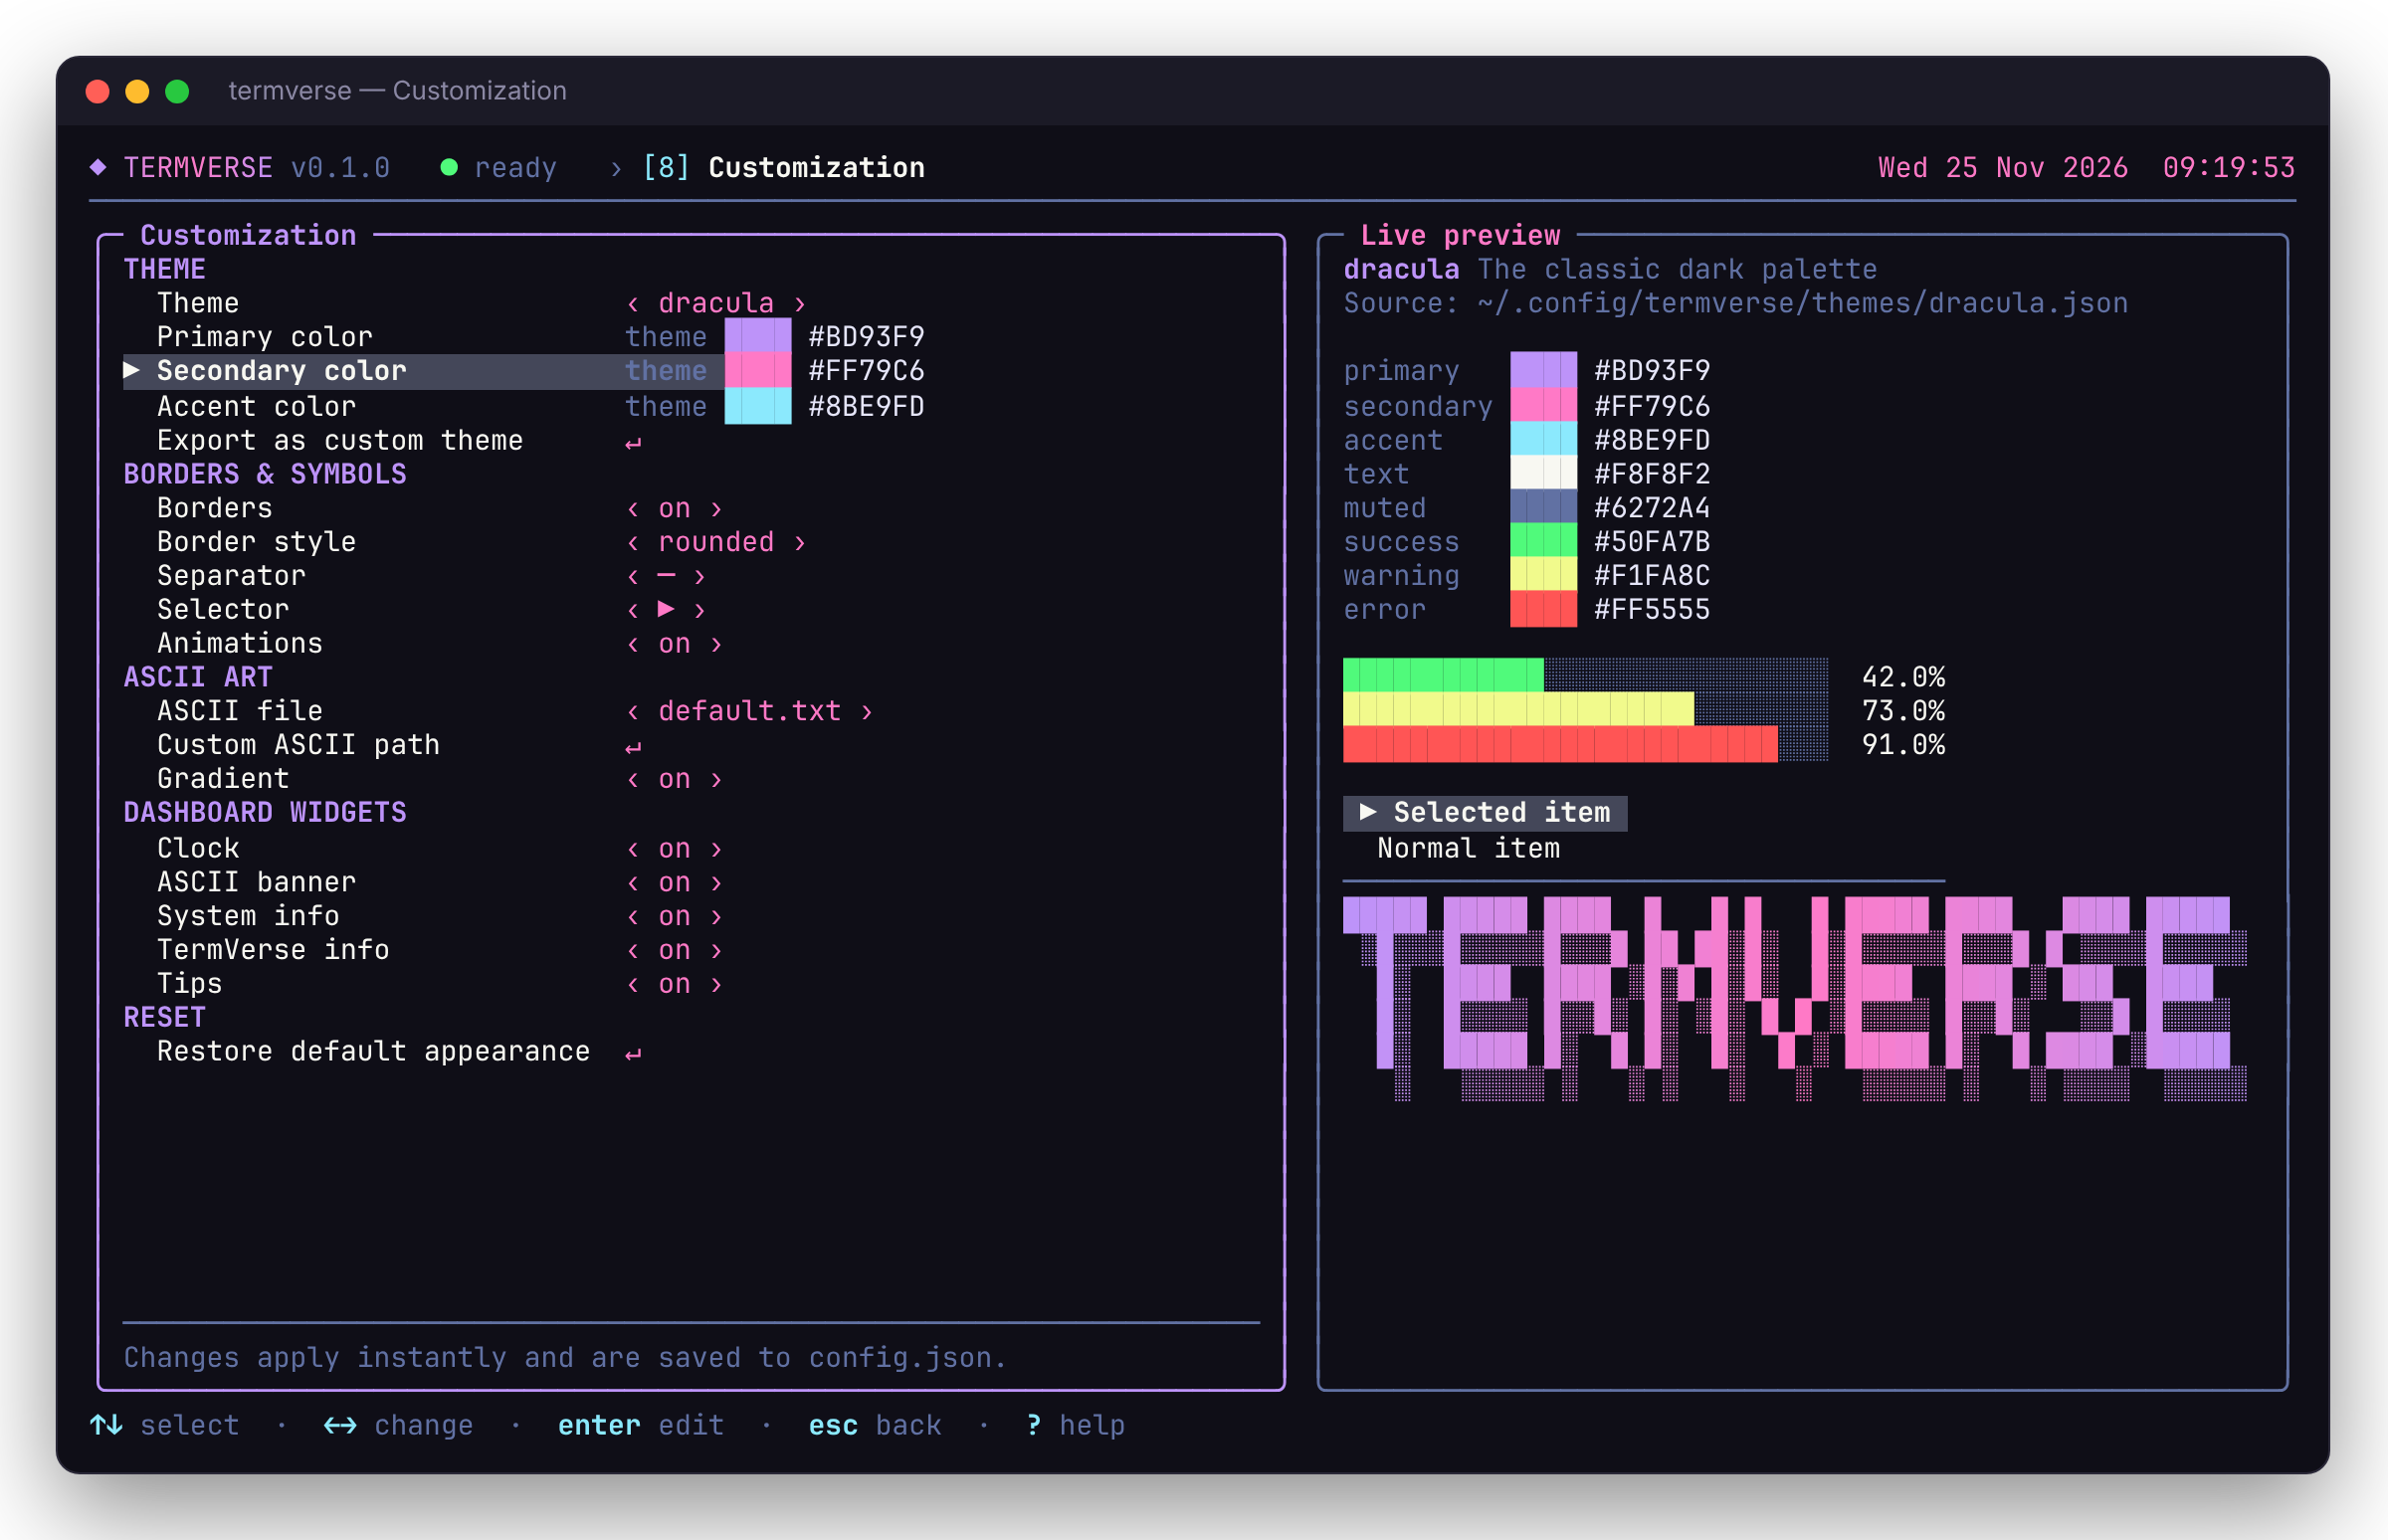 termverse — Customization
◆ TERMVERSE v0.1.0 ● ready › [8] Customization Wed 25 Nov 2026 09:19:53
Customization
THEME
Theme ‹ dracula ›
Primary color theme #BD93F9
▶ Secondary color theme #FF79C6
Accent color theme #8BE9FD
Export as custom theme ↵
BORDERS & SYMBOLS
Borders ‹ on ›
Border style ‹ rounded ›
Separator ‹ ─ ›
Selector ‹ ▶ ›
Animations ‹ on ›
ASCII ART
ASCII file ‹ default.txt ›
Custom ASCII path ↵
Gradient ‹ on ›
DASHBOARD WIDGETS
Clock ‹ on ›
ASCII banner ‹ on ›
System info ‹ on ›
TermVerse info ‹ on ›
Tips ‹ on ›
RESET
Restore default appearance ↵
Changes apply instantly and are saved to config.json.
Live preview
dracula The classic dark palette
Source: ~/.config/termverse/themes/dracula.json
primary #BD93F9
secondary #FF79C6
accent #8BE9FD
text #F8F8F2
muted #6272A4
success #50FA7B
warning #F1FA8C
error #FF5555
42.0%
73.0%
91.0%
▶ Selected item
Normal item
TERMVERSE
↑↓ select · ↔ change · enter edit · esc back · ? help